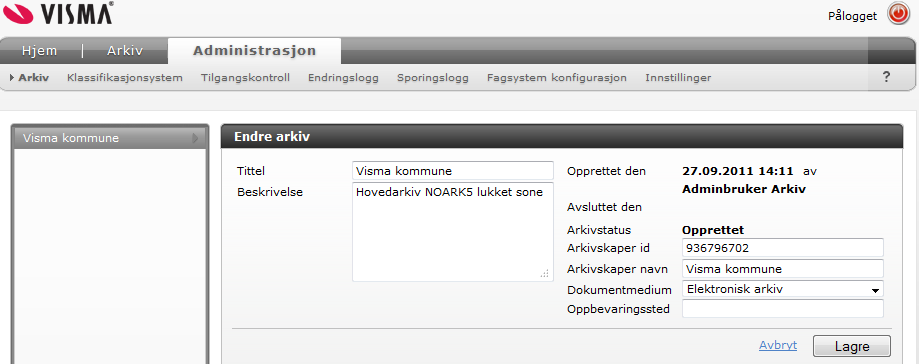 VISMA®
Pålogget
Hjem | Arkiv Administrasjon
Arkiv Klassifikasjonsystem Tilgangskontroll Endringslogg Sporingslogg Fagsystem konfigurasjon Innstillinger ?
Visma kommune
Endre arkiv
Tittel Visma kommune
Beskrivelse Hovedarkiv NOARK5 lukket sone
Opprettet den 27.09.2011 14:11 av
Adminbruker Arkiv
Avsluttet den
Arkivstatus Opprettet
Arkivskaper id 936796702
Arkivskaper navn Visma kommune
Dokumentmedium Elektronisk arkiv
Oppbevaringssted
Avbryt Lagre